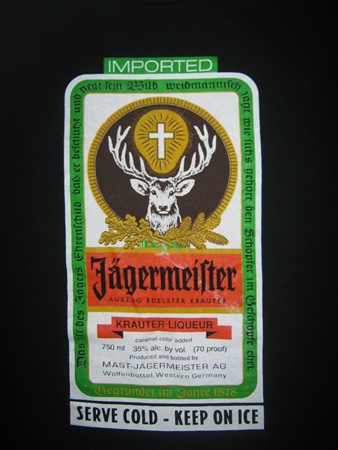 IMPORTED
Das ist des Jägers Ehrenschild, daß er beschützt und
hegt sein Wild, weidmännisch jagt, wie sich's gehört, den Schöpfer im Geschöpfe ehrt.
Jägermeister
AUSZUG EDELSTER KRÄUTER
KRÄUTER-LIQUEUR
caramel color added
750 ml 35% alc. by vol. (70 proof)
Produced and bottled by
MAST-JÄGERMEISTER AG
Wolfenbüttel, Western Germany
Gegründet im Jahre 1878
SERVE COLD - KEEP ON ICE